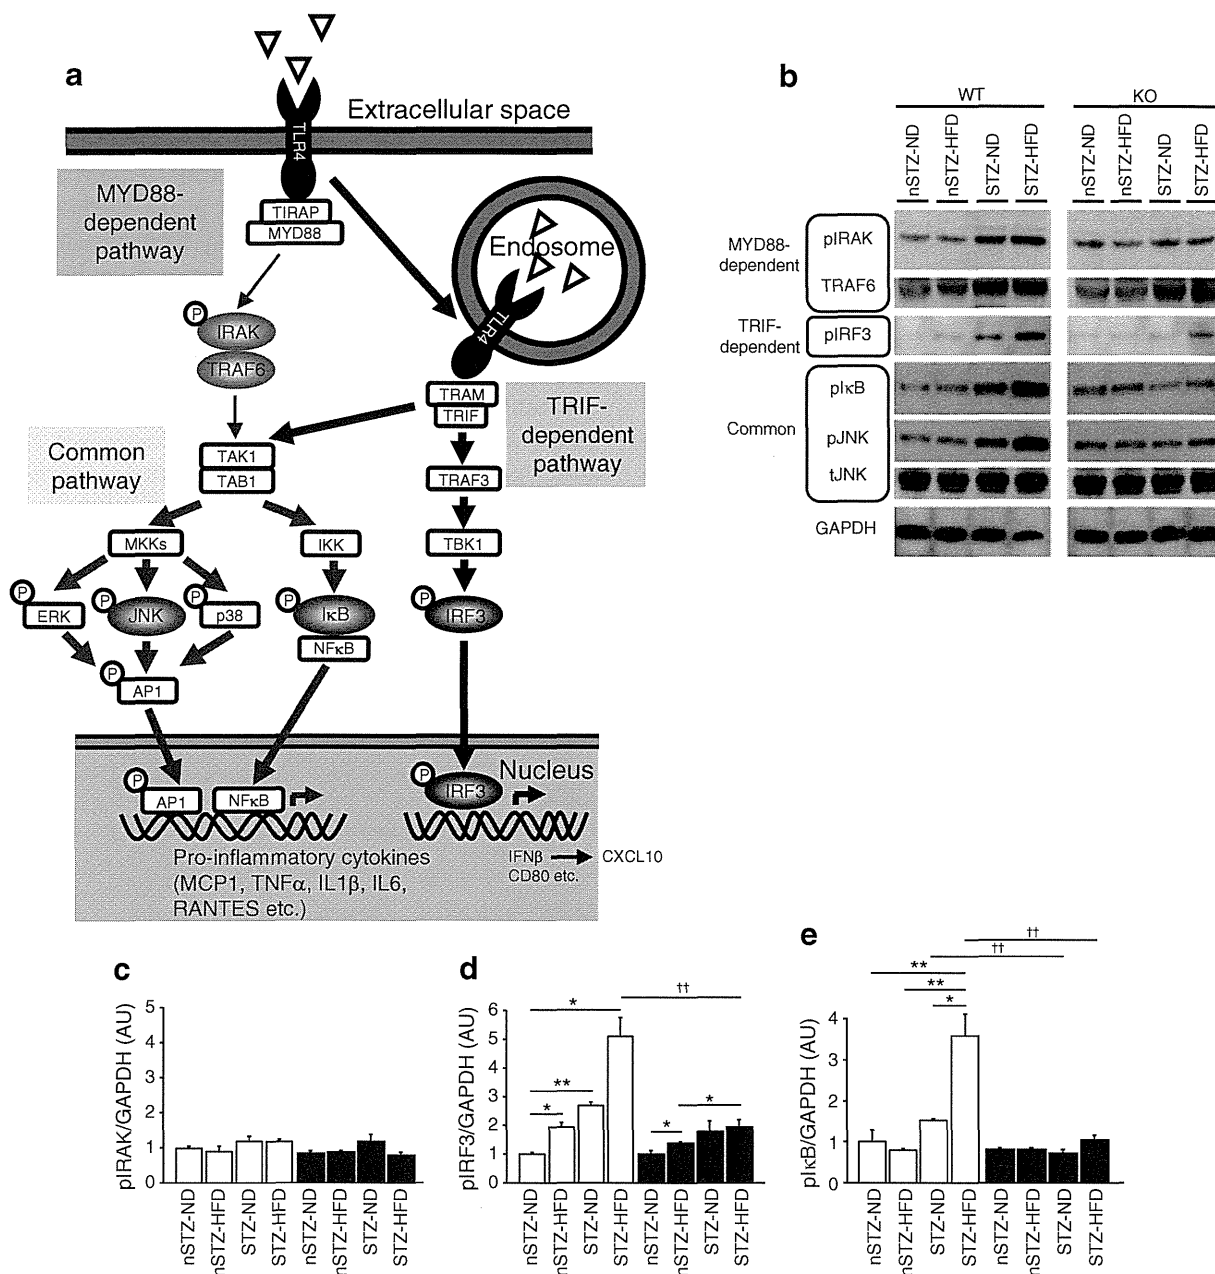 a
Extracellular space
TLR4
MYD88-
dependent
pathway
TIRAP
MYD88
Endosome
TLR4
P
IRAK
TRAF6
TRAM
TRIF
TRIF-
dependent
pathway
Common
pathway
TAK1
TAB1
TRAF3
MKKs
IKK
TBK1
P
ERK
P
JNK
P
p38
P
IκB
NFκB
P
IRF3
P
AP1
Nucleus
P
AP1
NFκB
P
IRF3
Pro-inflammatory cytokines
(MCP1, TNFα, IL1β, IL6,
RANTES etc.)
IFNβ
CXCL10
CD80 etc.
b
WT
KO
nSTZ-ND
nSTZ-HFD
STZ-ND
STZ-HFD
nSTZ-ND
nSTZ-HFD
STZ-ND
STZ-HFD
MYD88-
dependent
pIRAK
TRAF6
TRIF-
dependent
pIRF3
Common
pIκB
pJNK
tJNK
GAPDH
c
pIRAK/GAPDH (AU)
5
4
3
2
1
0
nSTZ-ND
nSTZ-HFD
STZ-ND
STZ-HFD
nSTZ-ND
nSTZ-HFD
STZ-ND
STZ-HFD
d
pIRF3/GAPDH (AU)
6
5
4
3
2
1
0
††
*
**
*
*
*
nSTZ-ND
nSTZ-HFD
STZ-ND
STZ-HFD
nSTZ-ND
nSTZ-HFD
STZ-ND
STZ-HFD
e
pIκB/GAPDH (AU)
4
3
2
1
0
††
††
**
**
*
nSTZ-ND
nSTZ-HFD
STZ-ND
STZ-HFD
nSTZ-ND
nSTZ-HFD
STZ-ND
STZ-HFD